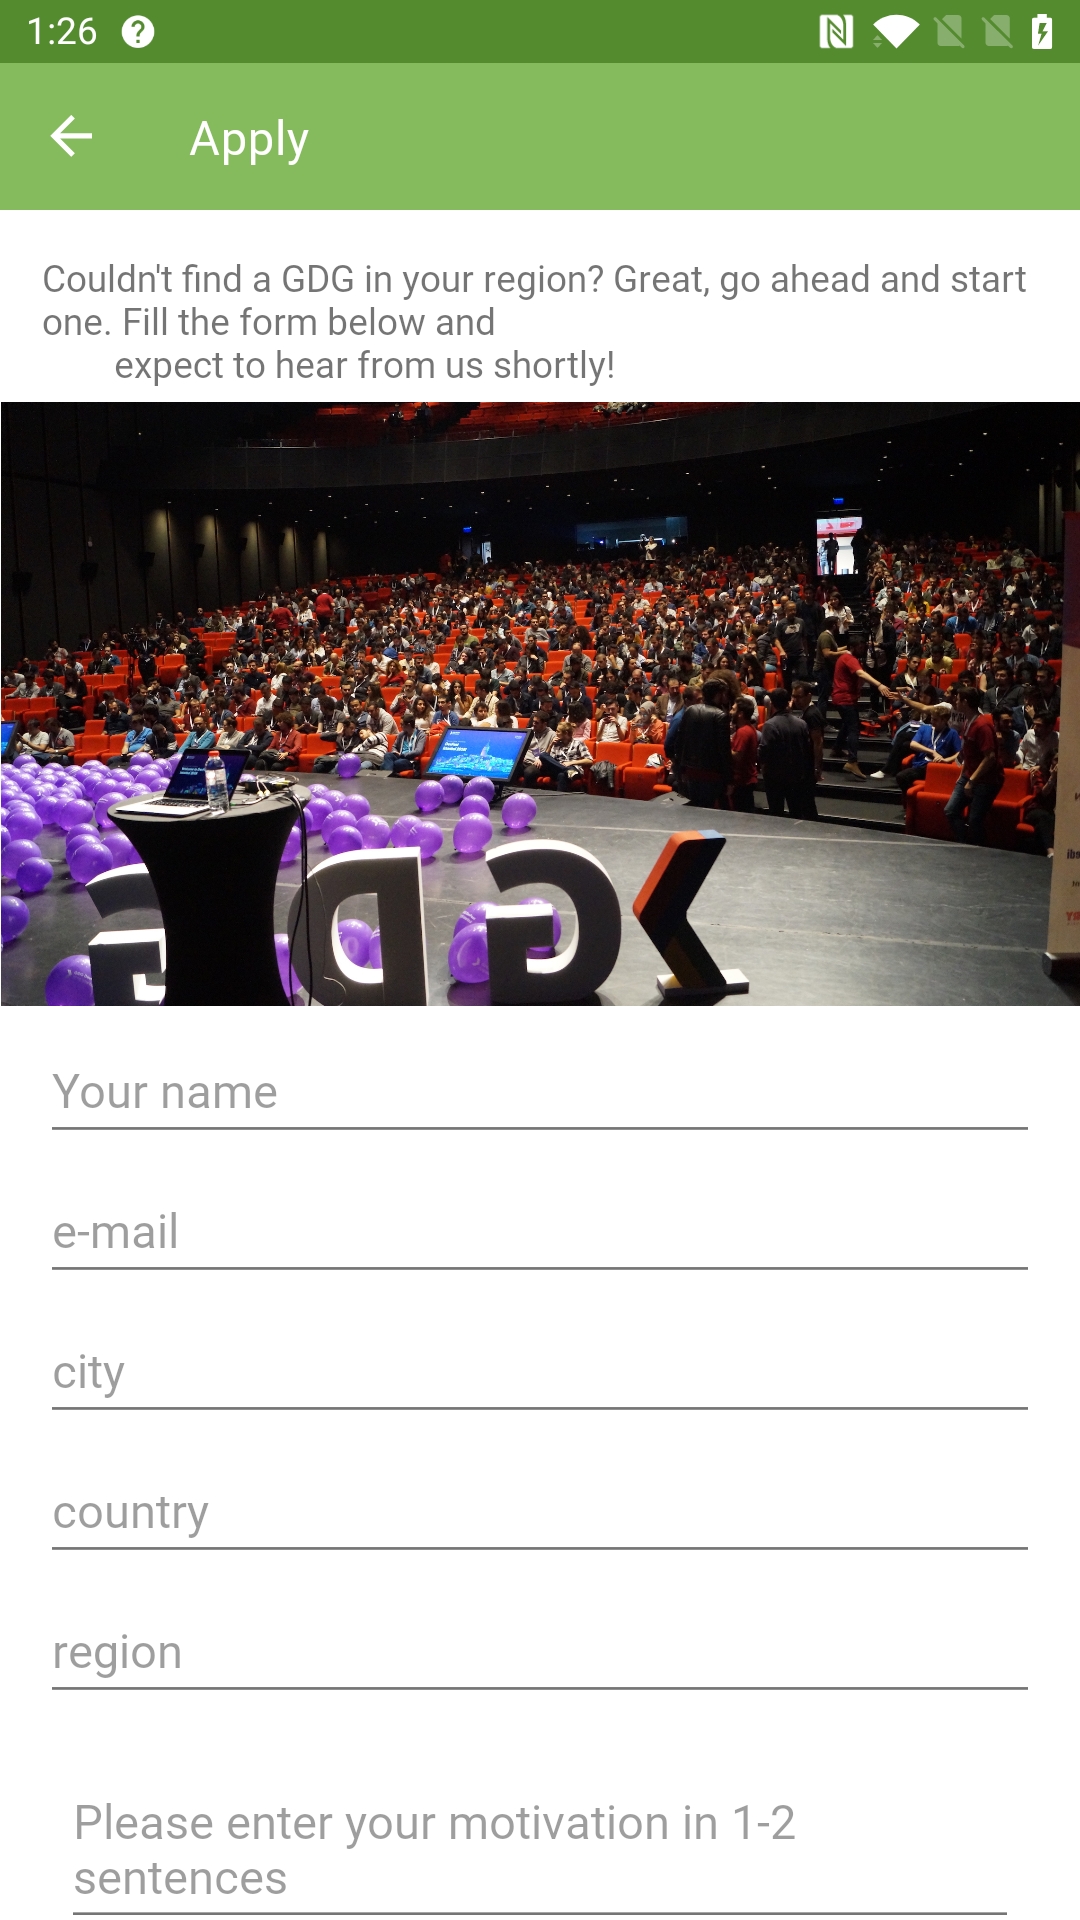 1:26
Apply
Couldn't find a GDG in your region? Great, go ahead and start
one. Fill the form below and
expect to hear from us shortly!
GDG
Your name
e-mail
city
country
region
Please enter your motivation in 1-2
sentences